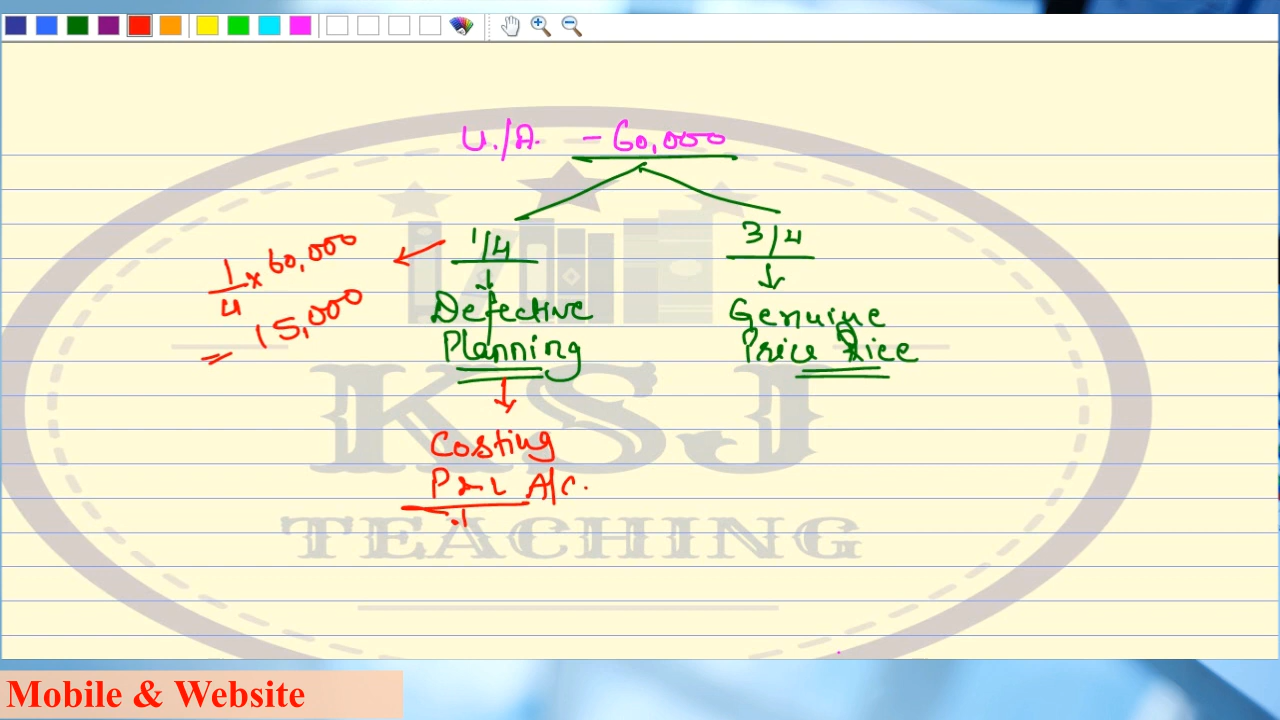 U./A. - 60,000
1/4
3/4
1/4 × 60,000
= 15,000
Defective
Planning
Genuine
Price Rice
Costing
P & L A/c.
KSJ
TEACHING
Mobile & Website